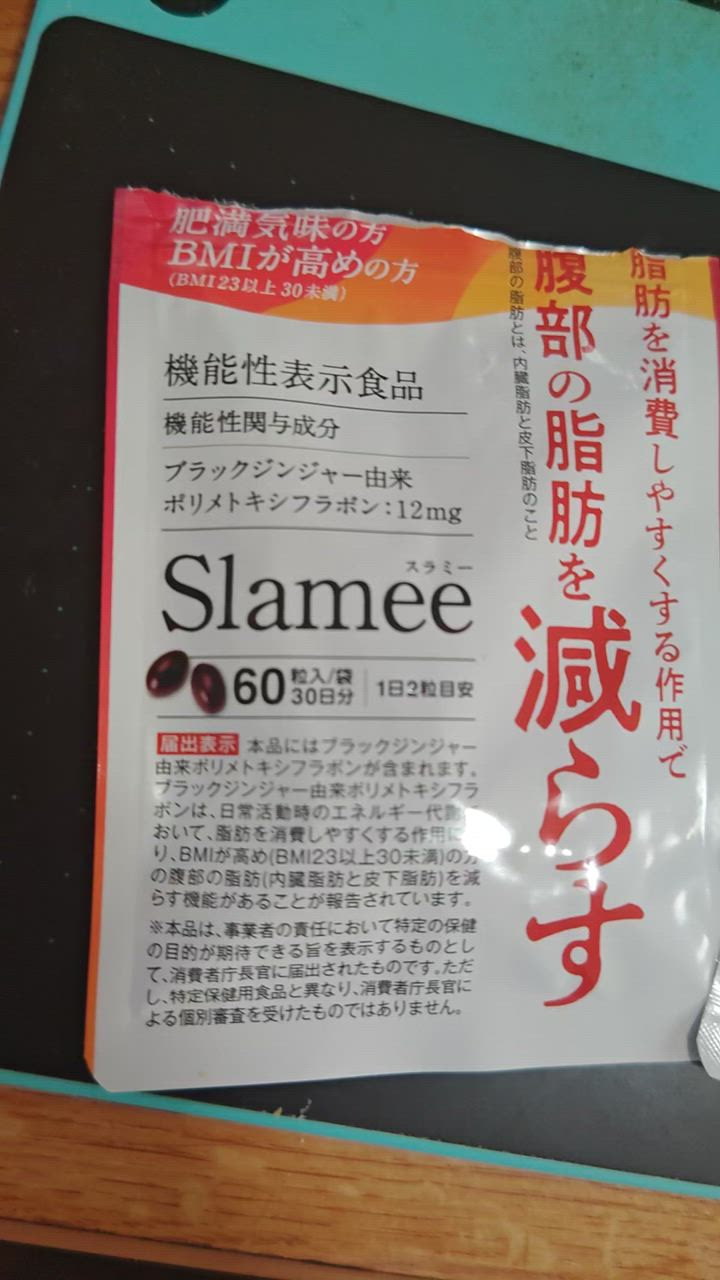 肥満気味の方
BMIが高めの方
(BMI23以上30未満)
脂肪を消費しやすくする作用で
腹部の脂肪を
減らす
腹部の脂肪とは、内臓脂肪と皮下脂肪のこと
機能性表示食品
機能性関与成分
ブラックジンジャー由来
ポリメトキシフラボン:12mg
スラミー
Slamee
60粒入/袋
30日分
1日2粒目安
届出表示 本品にはブラックジンジャー
由来ポリメトキシフラボンが含まれます。
ブラックジンジャー由来ポリメトキシフラ
ボンは、日常活動時のエネルギー代謝に
おいて、脂肪を消費しやすくする作用に
り、BMIが高め(BMI23以上30未満)の方
の腹部の脂肪(内臓脂肪と皮下脂肪)を減
らす機能があることが報告されています。
※本品は、事業者の責任において特定の保健
の目的が期待できる旨を表示するものとし
て、消費者庁長官に届出されたものです。ただ
し、特定保健用食品と異なり、消費者庁長官に
よる個別審査を受けたものではありません。